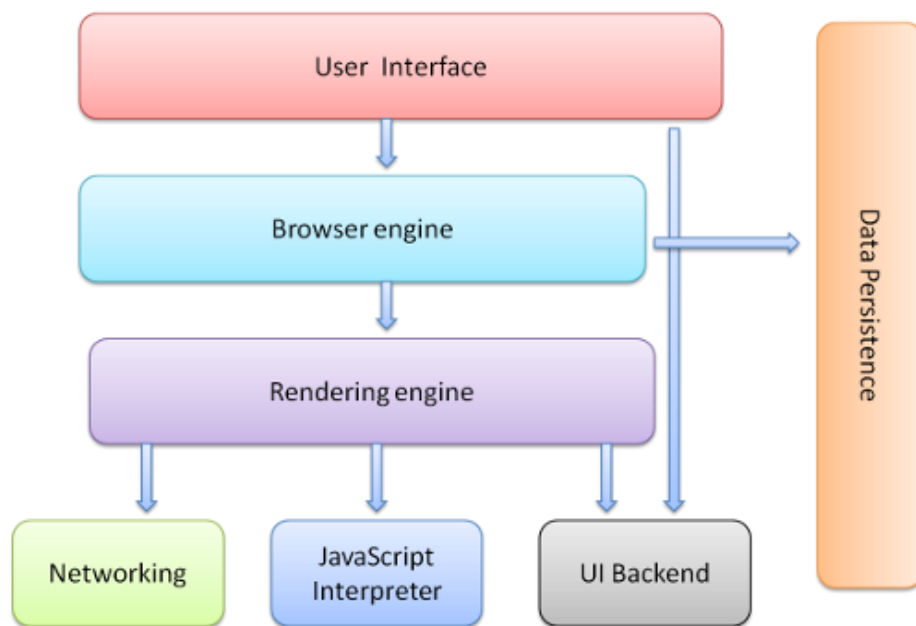 User Interface
Browser engine
Data Persistence
Rendering engine
Networking
JavaScript
Interpreter
UI Backend